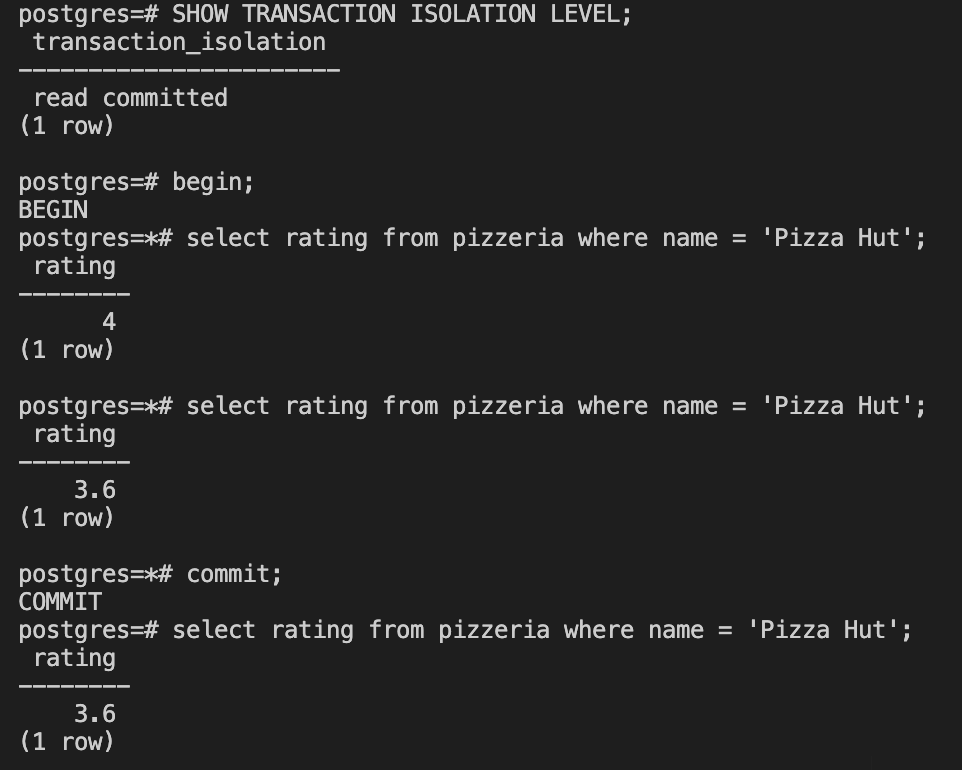 postgres=# SHOW TRANSACTION ISOLATION LEVEL;
 transaction_isolation
-----------------------
 read committed
(1 row)

postgres=# begin;
BEGIN
postgres=*# select rating from pizzeria where name = 'Pizza Hut';
 rating
--------
      4
(1 row)

postgres=*# select rating from pizzeria where name = 'Pizza Hut';
 rating
--------
    3.6
(1 row)

postgres=*# commit;
COMMIT
postgres=# select rating from pizzeria where name = 'Pizza Hut';
 rating
--------
    3.6
(1 row)